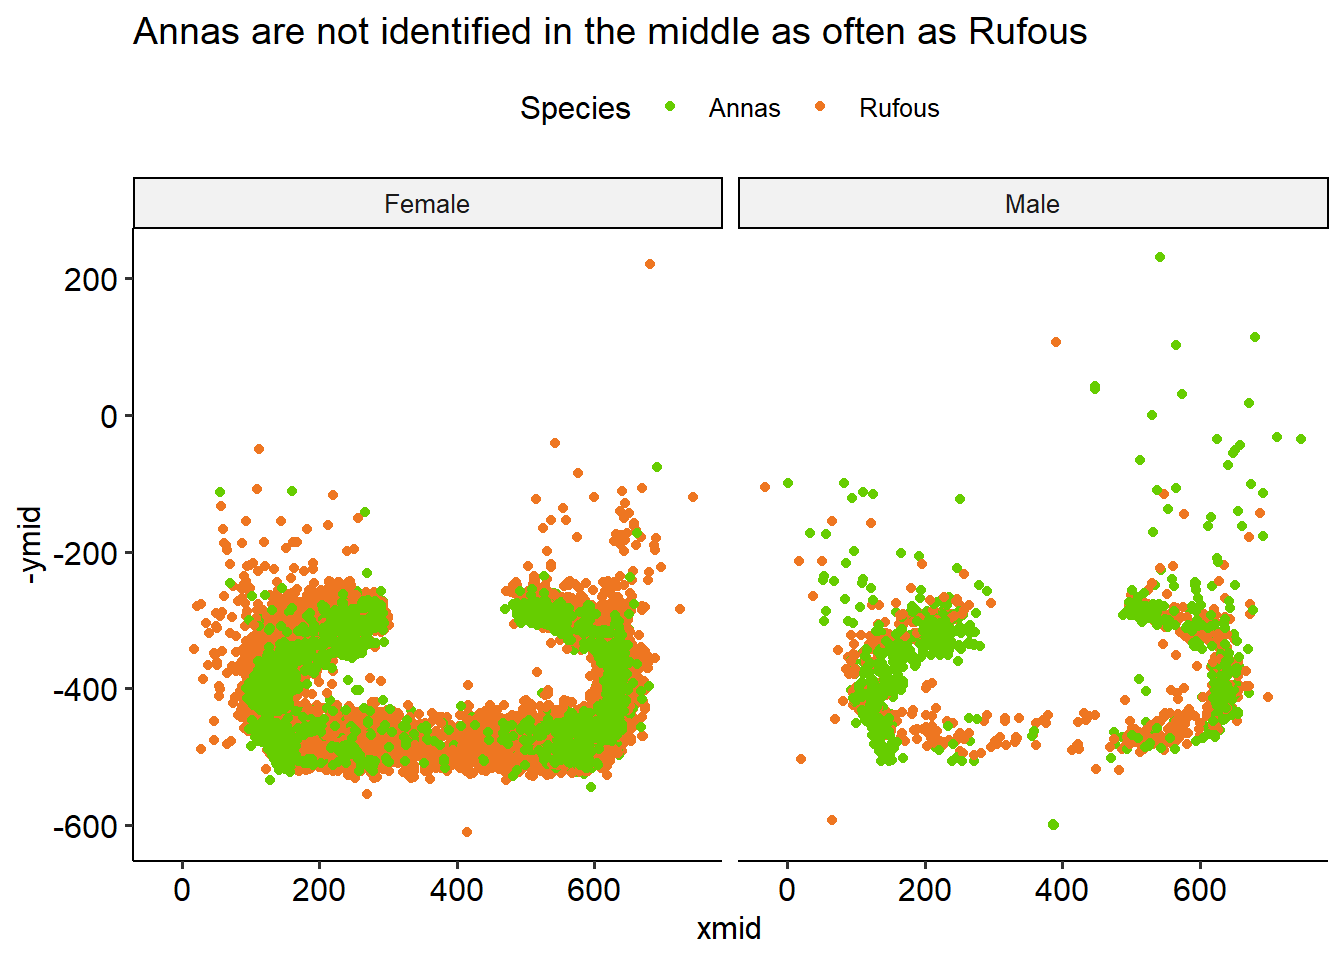 Annas are not identified in the middle as often as Rufous
Species Annas Rufous
Female Male
200
0
-200
-400
-600
-ymid
0 200 400 600 0 200 400 600
xmid